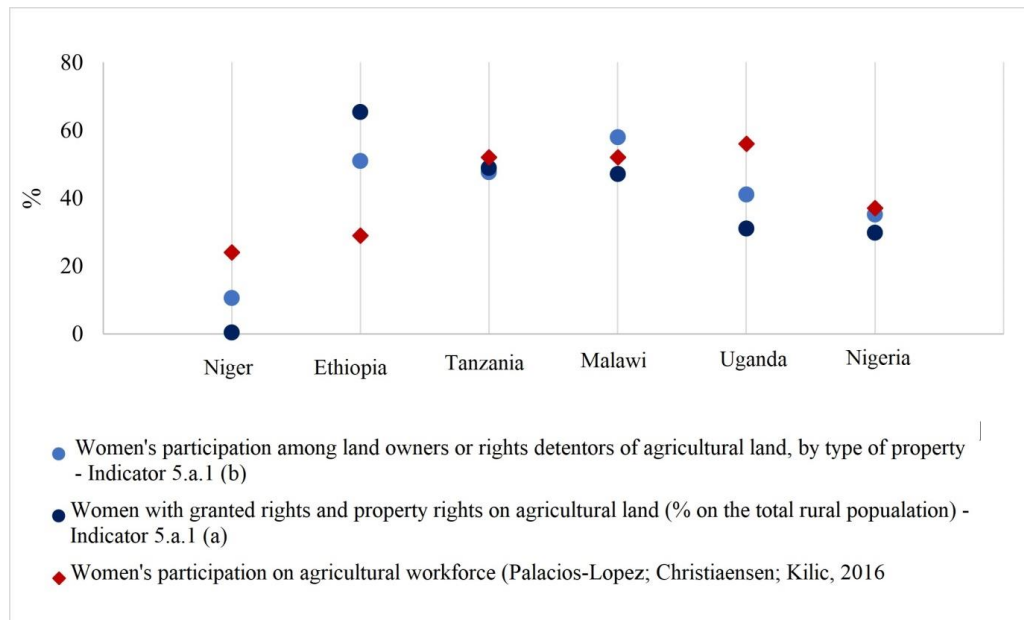 80
60
40
20
0
%
Niger Ethiopia Tanzania Malawi Uganda Nigeria
Women's participation among land owners or rights detentors of agricultural land, by type of property
- Indicator 5.a.1 (b)
Women with granted rights and property rights on agricultural land (% on the total rural popualation) -
Indicator 5.a.1 (a)
Women's participation on agricultural workforce (Palacios-Lopez; Christiaensen; Kilic, 2016